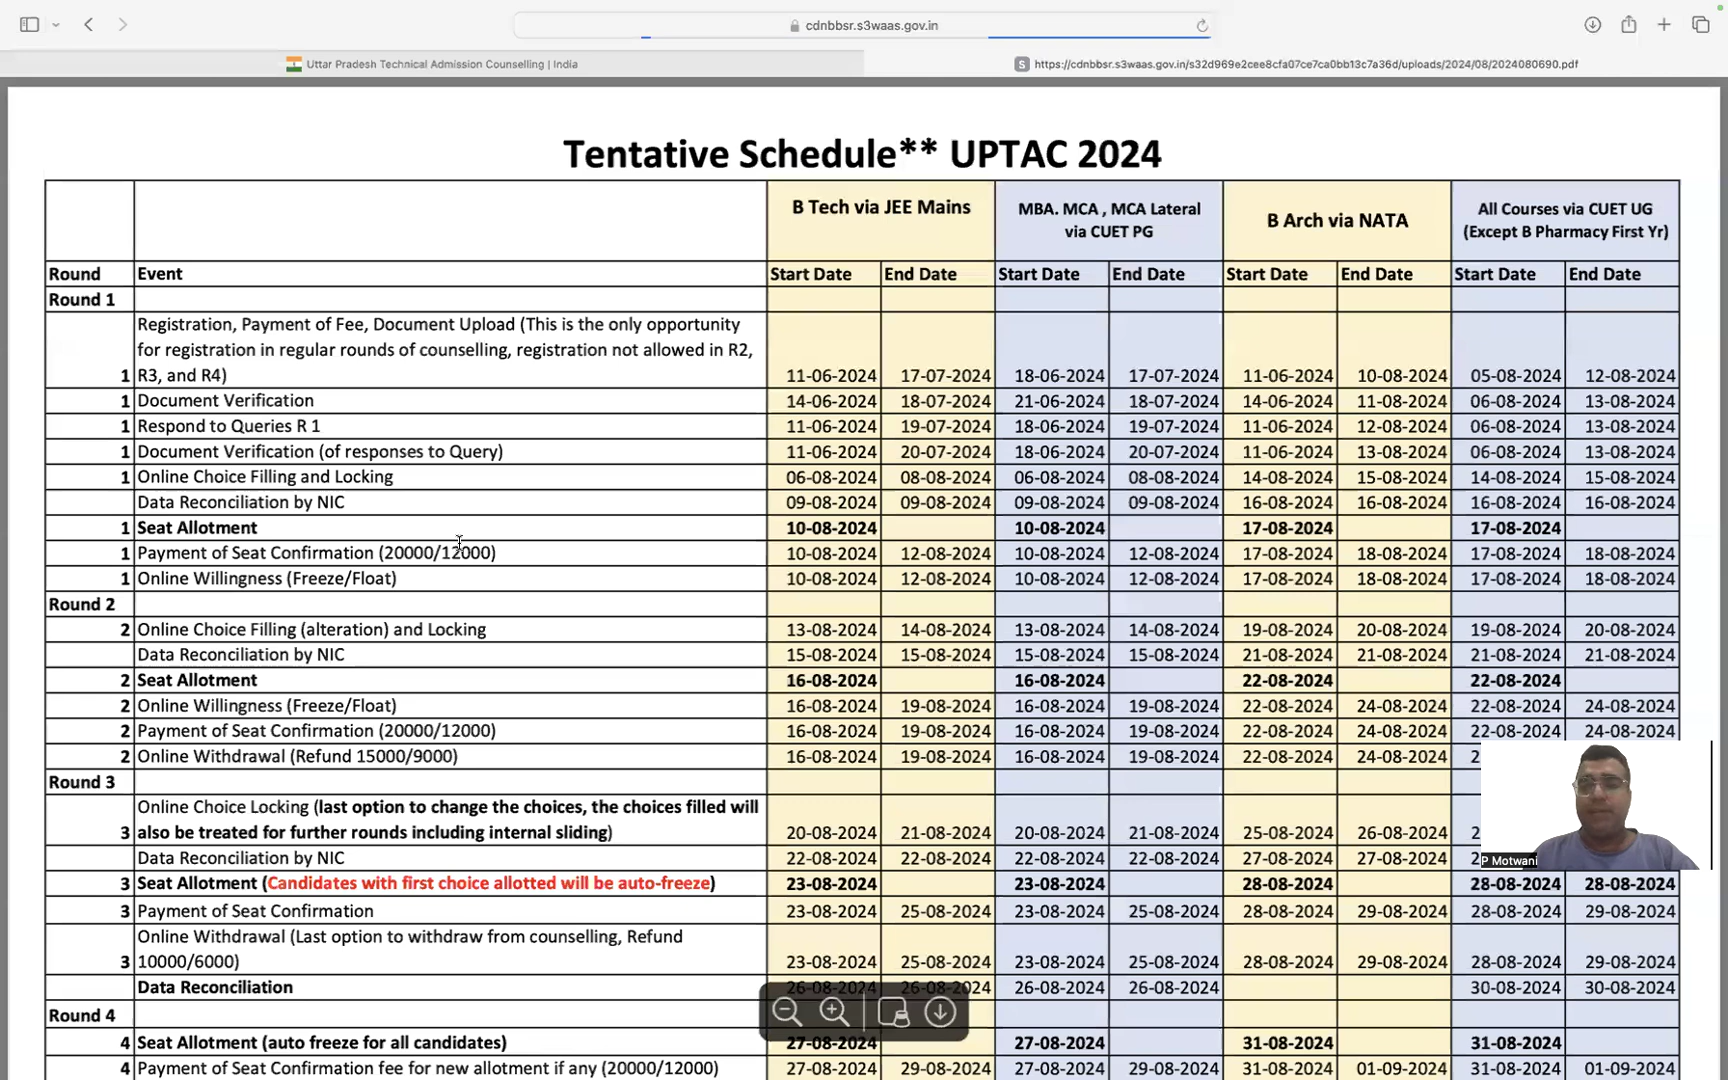 cdnbbsr.s3waas.gov.in
Uttar Pradesh Technical Admission Counselling | India
S https://cdnbbsr.s3waas.gov.in/s32d969e2cee8cfa07ce7ca0bb13c7a36d/uploads/2024/08/2024080690.pdf
Tentative Schedule** UPTAC 2024
B Tech via JEE Mains
MBA. MCA , MCA Lateral
via CUET PG
B Arch via NATA
All Courses via CUET UG
(Except B Pharmacy First Yr)
Round Event Start Date End Date Start Date End Date Start Date End Date Start Date End Date
Round 1
Registration, Payment of Fee, Document Upload (This is the only opportunity
for registration in regular rounds of counselling, registration not allowed in R2,
1 R3, and R4) 11-06-2024 17-07-2024 18-06-2024 17-07-2024 11-06-2024 10-08-2024 05-08-2024 12-08-2024
1 Document Verification 14-06-2024 18-07-2024 21-06-2024 18-07-2024 14-06-2024 11-08-2024 06-08-2024 13-08-2024
1 Respond to Queries R 1 11-06-2024 19-07-2024 18-06-2024 19-07-2024 11-06-2024 12-08-2024 06-08-2024 13-08-2024
1 Document Verification (of responses to Query) 11-06-2024 20-07-2024 18-06-2024 20-07-2024 11-06-2024 13-08-2024 06-08-2024 13-08-2024
1 Online Choice Filling and Locking 06-08-2024 08-08-2024 06-08-2024 08-08-2024 14-08-2024 15-08-2024 14-08-2024 15-08-2024
Data Reconciliation by NIC 09-08-2024 09-08-2024 09-08-2024 09-08-2024 16-08-2024 16-08-2024 16-08-2024 16-08-2024
1 Seat Allotment 10-08-2024 10-08-2024 17-08-2024 17-08-2024
1 Payment of Seat Confirmation (20000/12000) 10-08-2024 12-08-2024 10-08-2024 12-08-2024 17-08-2024 18-08-2024 17-08-2024 18-08-2024
1 Online Willingness (Freeze/Float) 10-08-2024 12-08-2024 10-08-2024 12-08-2024 17-08-2024 18-08-2024 17-08-2024 18-08-2024
Round 2
2 Online Choice Filling (alteration) and Locking 13-08-2024 14-08-2024 13-08-2024 14-08-2024 19-08-2024 20-08-2024 19-08-2024 20-08-2024
Data Reconciliation by NIC 15-08-2024 15-08-2024 15-08-2024 15-08-2024 21-08-2024 21-08-2024 21-08-2024 21-08-2024
2 Seat Allotment 16-08-2024 16-08-2024 22-08-2024 22-08-2024
2 Online Willingness (Freeze/Float) 16-08-2024 19-08-2024 16-08-2024 19-08-2024 22-08-2024 24-08-2024 22-08-2024 24-08-2024
2 Payment of Seat Confirmation (20000/12000) 16-08-2024 19-08-2024 16-08-2024 19-08-2024 22-08-2024 24-08-2024 22-08-2024 24-08-2024
2 Online Withdrawal (Refund 15000/9000) 16-08-2024 19-08-2024 16-08-2024 19-08-2024 22-08-2024 24-08-2024 2
Round 3
Online Choice Locking (last option to change the choices, the choices filled will
3 also be treated for further rounds including internal sliding) 20-08-2024 21-08-2024 20-08-2024 21-08-2024 25-08-2024 26-08-2024 2
Data Reconciliation by NIC 22-08-2024 22-08-2024 22-08-2024 22-08-2024 27-08-2024 27-08-2024 2
P Motwani
3 Seat Allotment (Candidates with first choice allotted will be auto-freeze) 23-08-2024 23-08-2024 28-08-2024 28-08-2024 28-08-2024
3 Payment of Seat Confirmation 23-08-2024 25-08-2024 23-08-2024 25-08-2024 28-08-2024 29-08-2024 28-08-2024 29-08-2024
Online Withdrawal (Last option to withdraw from counselling, Refund
3 10000/6000) 23-08-2024 25-08-2024 23-08-2024 25-08-2024 28-08-2024 29-08-2024 28-08-2024 29-08-2024
Data Reconciliation 26-08-2024 26-08-2024 26-08-2024 26-08-2024 30-08-2024 30-08-2024
Round 4
4 Seat Allotment (auto freeze for all candidates) 27-08-2024 27-08-2024 31-08-2024 31-08-2024
4 Payment of Seat Confirmation fee for new allotment if any (20000/12000) 27-08-2024 29-08-2024 27-08-2024 29-08-2024 31-08-2024 01-09-2024 31-08-2024 01-09-2024